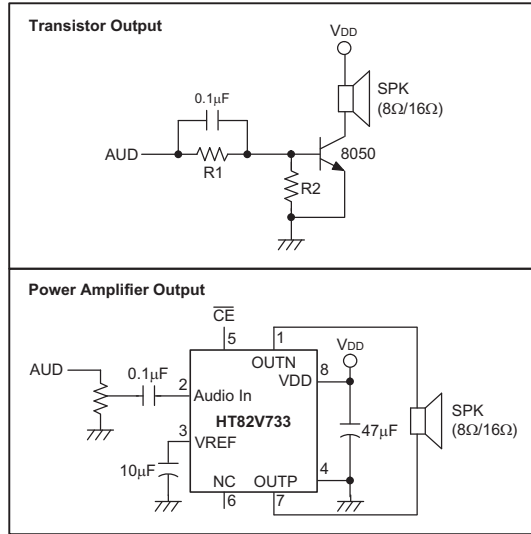 Transistor Output
VDD
SPK
(8Ω/16Ω)
0.1μF
AUD
R1
8050
R2
Power Amplifier Output
CE
5
1
VDD
OUTN
8
AUD
0.1μF
VDD
2
Audio In
HT82V733
SPK
(8Ω/16Ω)
3
VREF
47μF
10μF
4
NC
OUTP
6
7